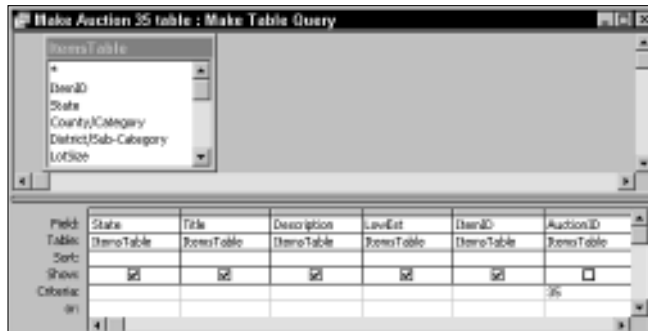 Make Auction 35 table : Make Table Query
ItemsTable
*
ItemID
State
County/Category
District/Sub-Category
LotSize
Field: State Title Description LowEst ItemID AuctionID
Table: ItemsTable ItemsTable ItemsTable ItemsTable ItemsTable ItemsTable
Sort:
Show:
Criteria: 35
or: